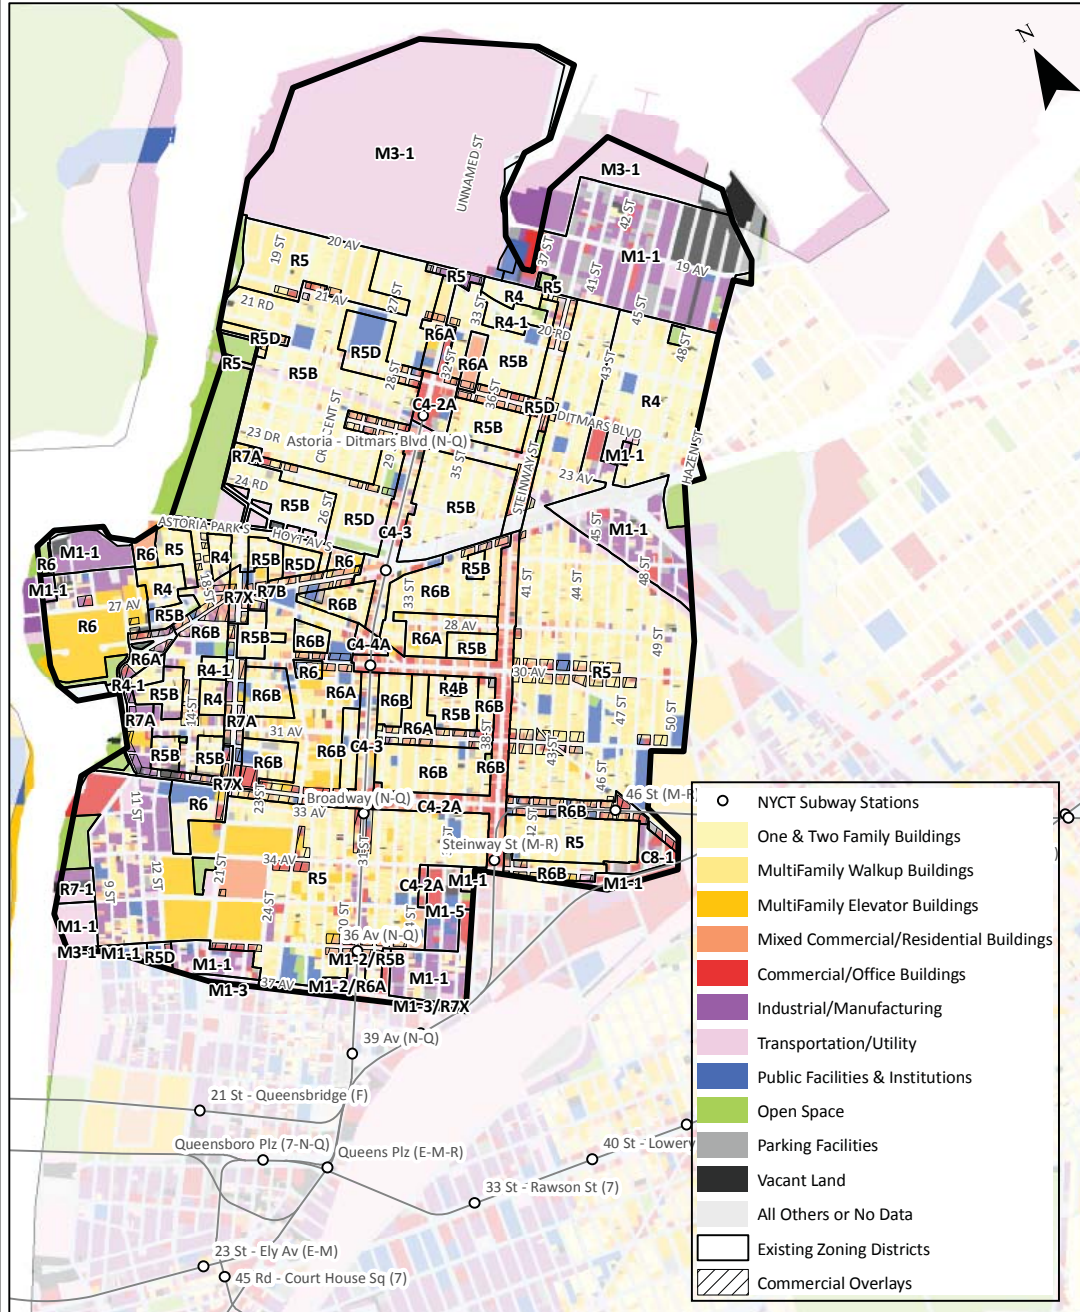 N
M3-1
UNNAMED ST
M3-1
42 ST
19 ST
20 AV
37 ST
M1-1
R5
41 ST
19 AV
R5
R5
21 RD
21 AV
27 ST
R4
33 ST
R4-1
45 ST
20 RD
R5D
R6A
48 ST
R5
R5D
32 ST
R5B
R5B
28 ST
R6A
43 ST
36 ST
R4
C4-2A
R5D
DITMARS BLVD
CRESCENT ST
R5B
23 DR
Astoria - Ditmars Blvd (N-Q)
R7A
29
35 ST
M1-1
HAZEN ST
24 RD
STEINWAY ST
23 AV
R5B
26 ST
R5D
R5B
ASTORIA PARK S
HOYT AV S
C4-3
45 ST
M1-1
M1-1
R6
R5
R4
R5B
R5D
R6
R6
R5B
48 ST
M1-1
R4
18 ST
R7X
R7B
33 ST
R6B
41 ST
44 ST
27 AV
R6B
R6
R5B
R6B
R5B
R6B
C4-4A
28 AV
R6A
R5B
49 ST
R6A
R4-1
R6
30 AV
R5
R4-1
R5B
R4
R6B
R6A
R6B
R4B
R6B
14 ST
47 ST
R7A
R7A
31 AV
R5B
R6A
38 ST
50 ST
R5B
R5B
R6B
R6B
C4-3
43 ST
R6B
R6B
46 ST
R7X
11 ST
R6
23 ST
Broadway (N-Q)
C4-2A
46 St (M-R)
33 AV
R6B
42 ST
31 ST
Steinway St (M-R)
R5
C8-1
12 ST
21 ST
34 AV
R5
R6B
M1-1
R7-1
9 ST
C4-2A
M1-1
24 ST
M1-5
M1-1
36 Av (N-Q)
M3-1
M1-1
R5D
M1-1
M1-2/R5B
M1-1
M1-3
37 AV
M1-2/R6A
M1-3/R7X
39 Av (N-Q)
21 St - Queensbridge (F)
Queensboro Plz (7-N-Q)
Queens Plz (E-M-R)
40 St - Lowery
33 St - Rawson St (7)
23 St - Ely Av (E-M)
45 Rd - Court House Sq (7)
NYCT Subway Stations
One & Two Family Buildings
MultiFamily Walkup Buildings
MultiFamily Elevator Buildings
Mixed Commercial/Residential Buildings
Commercial/Office Buildings
Industrial/Manufacturing
Transportation/Utility
Public Facilities & Institutions
Open Space
Parking Facilities
Vacant Land
All Others or No Data
Existing Zoning Districts
Commercial Overlays